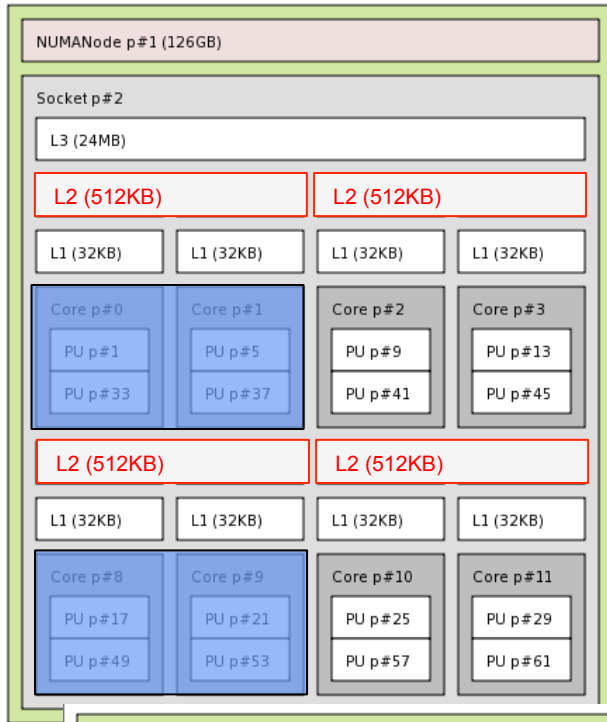 NUMANode p#1 (126GB)
Socket p#2
L3 (24MB)
L2 (512KB) L2 (512KB)
L1 (32KB) L1 (32KB) L1 (32KB) L1 (32KB)
Core p#0 Core p#1 Core p#2 Core p#3
PU p#1 PU p#5 PU p#9 PU p#13
PU p#33 PU p#37 PU p#41 PU p#45
L2 (512KB) L2 (512KB)
L1 (32KB) L1 (32KB) L1 (32KB) L1 (32KB)
Core p#8 Core p#9 Core p#10 Core p#11
PU p#17 PU p#21 PU p#25 PU p#29
PU p#49 PU p#53 PU p#57 PU p#61